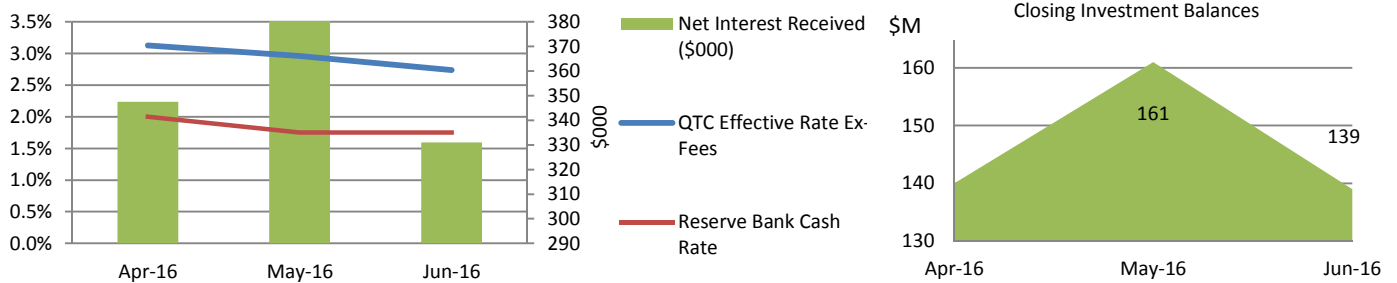 3.5%
3.0%
2.5%
2.0%
1.5%
1.0%
0.5%
0.0%
Apr-16 May-16 Jun-16
380
370
360
350
340
330
320
310
300
290
$000
Net Interest Received
($000)
QTC Effective Rate Ex-
Fees
Reserve Bank Cash
Rate
Closing Investment Balances
$M
160
150
140
130
161
139
Apr-16 May-16 Jun-16